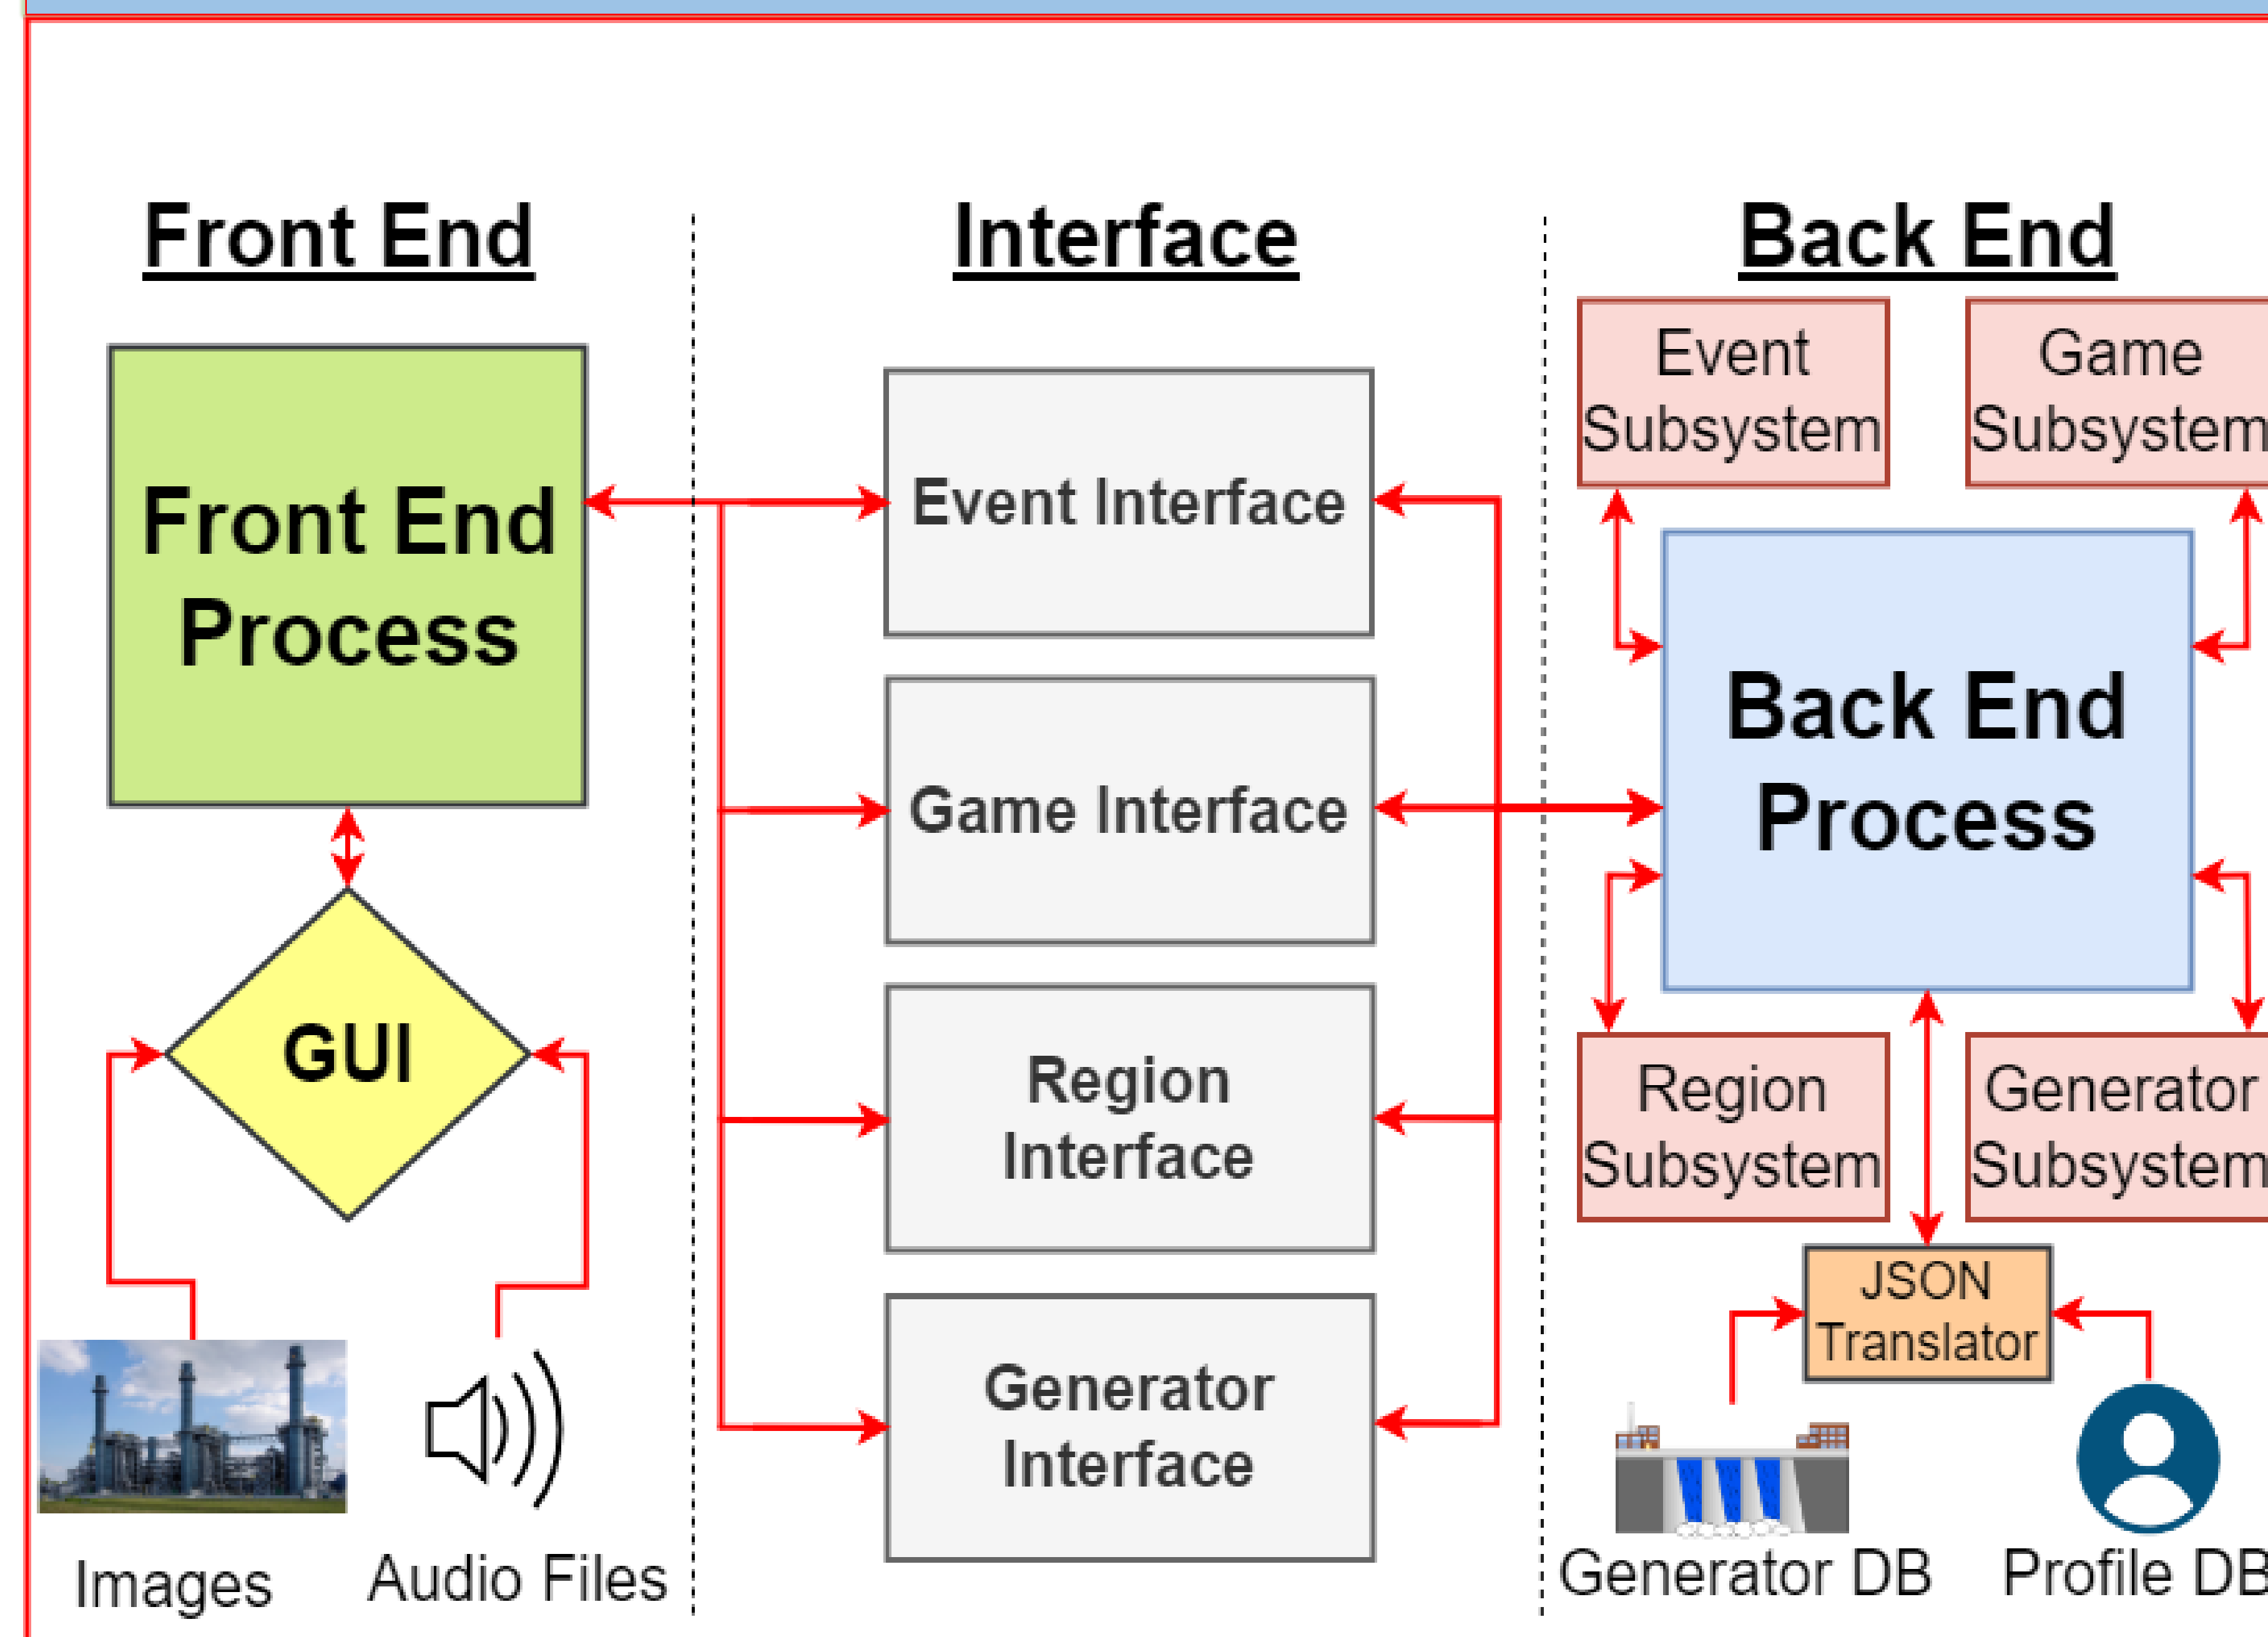 Front End
Interface
Back End
Front End
Process
GUI
Images
Audio Files
Event Interface
Game Interface
Region
Interface
Generator
Interface
Event
Subsystem
Game
Subsystem
Back End
Process
Region
Subsystem
Generator
Subsystem
JSON
Translator
Generator DB
Profile DB